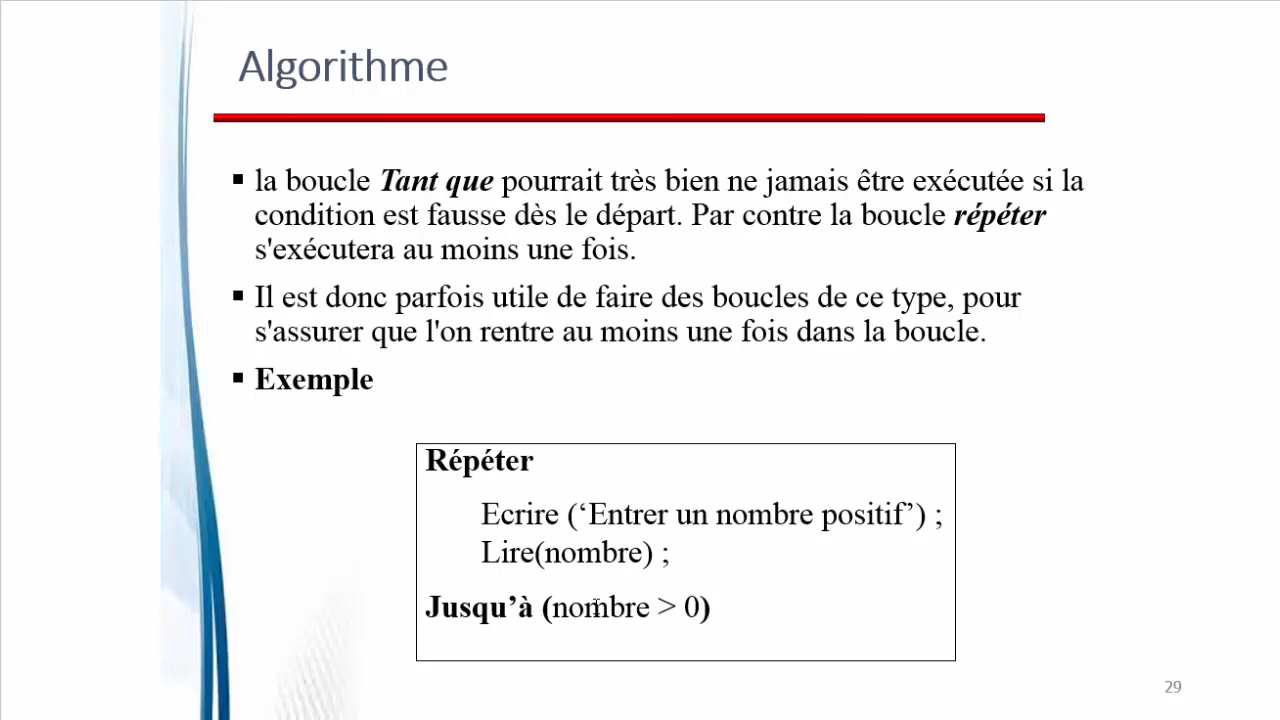 Algorithme
▪ la boucle Tant que pourrait très bien ne jamais être exécutée si la
condition est fausse dès le départ. Par contre la boucle répéter
s'exécutera au moins une fois.
▪ Il est donc parfois utile de faire des boucles de ce type, pour
s'assurer que l'on rentre au moins une fois dans la boucle.
▪ Exemple
Répéter
Ecrire (‘Entrer un nombre positif’) ;
Lire(nombre) ;
Jusqu’à (nombre > 0)
29